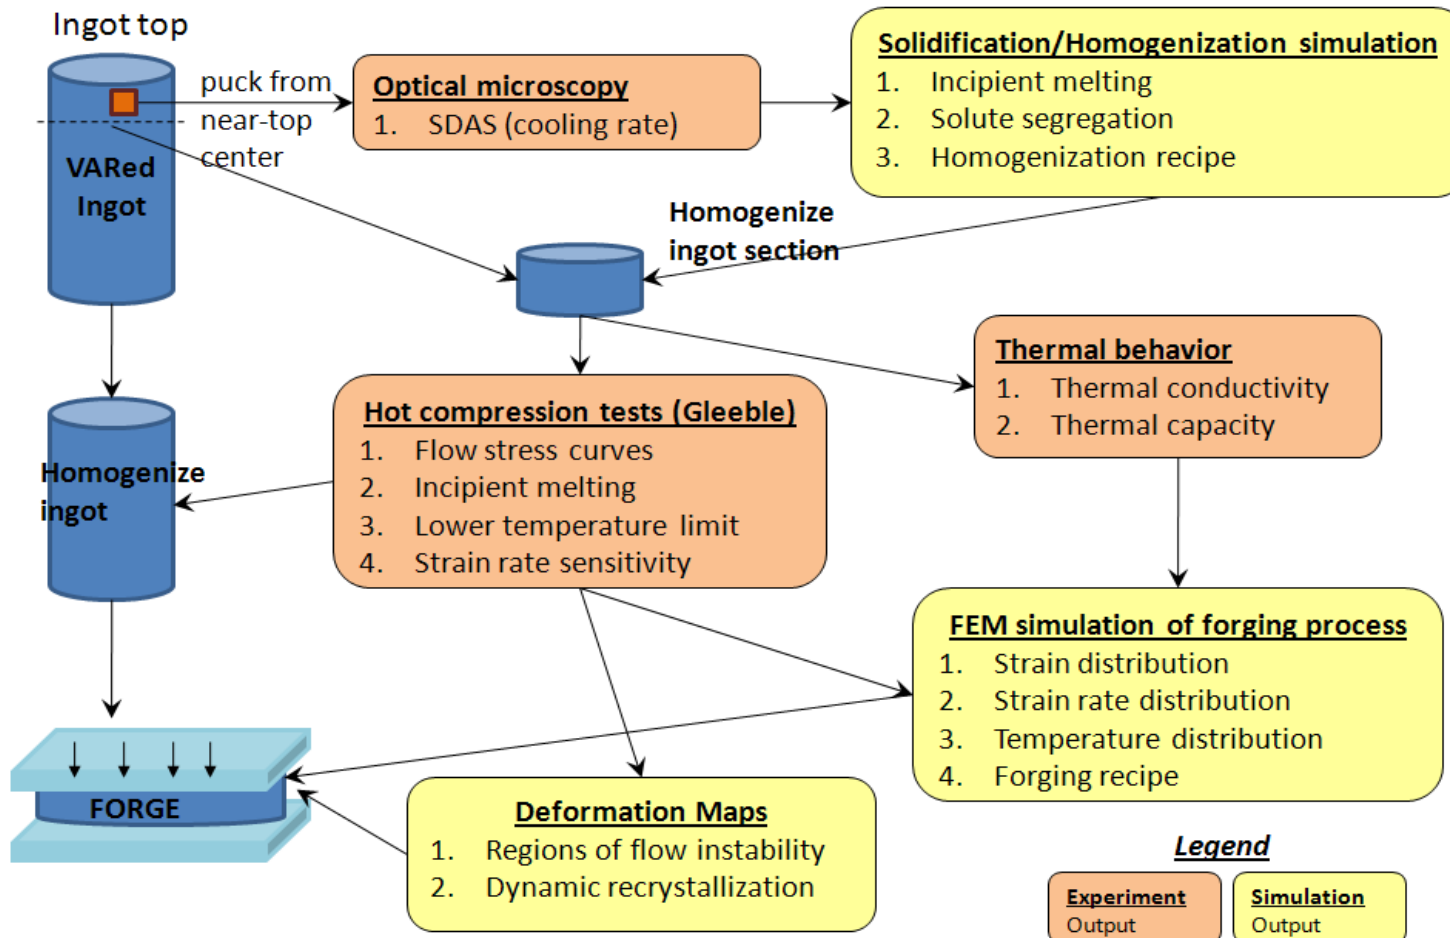 Ingot top
puck from
near-top
center
VARed
Ingot
Optical microscopy
1. SDAS (cooling rate)
Solidification/Homogenization simulation
1. Incipient melting
2. Solute segregation
3. Homogenization recipe
Homogenize
ingot section
Thermal behavior
1. Thermal conductivity
2. Thermal capacity
Hot compression tests (Gleeble)
1. Flow stress curves
2. Incipient melting
3. Lower temperature limit
4. Strain rate sensitivity
Homogenize
ingot
FEM simulation of forging process
1. Strain distribution
2. Strain rate distribution
3. Temperature distribution
4. Forging recipe
FORGE
Deformation Maps
1. Regions of flow instability
2. Dynamic recrystallization
Legend
Experiment
Output
Simulation
Output